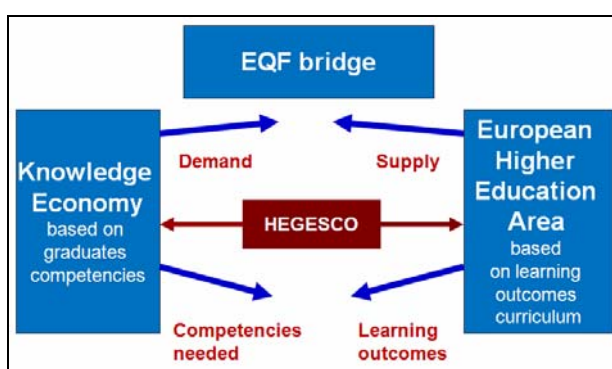 EQF bridge
Knowledge
Economy
based on
graduates
competencies
Demand
Supply
HEGESCO
European
Higher
Education
Area
based
on learning
outcomes
curriculum
Competencies
needed
Learning
outcomes